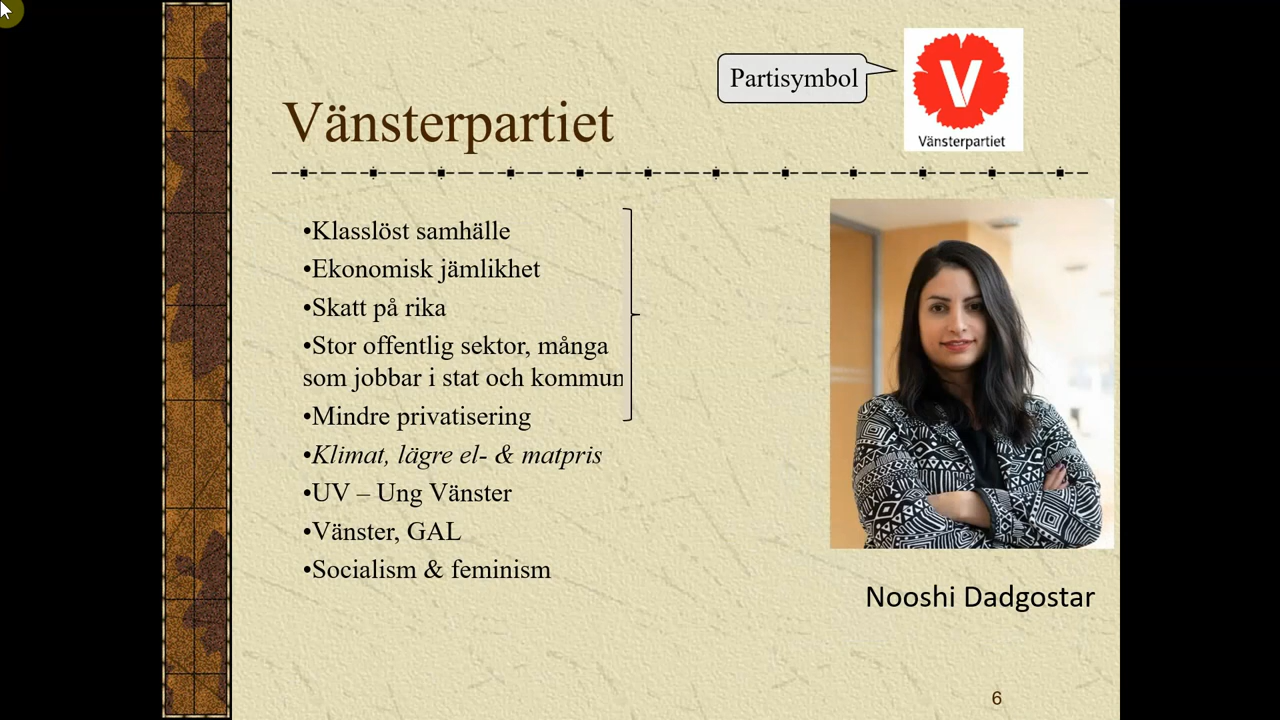 Partisymbol
V
Vänsterpartiet
Vänsterpartiet
•Klasslöst samhälle
•Ekonomisk jämlikhet
•Skatt på rika
•Stor offentlig sektor, många
som jobbar i stat och kommun
•Mindre privatisering
•Klimat, lägre el- & matpris
•UV – Ung Vänster
•Vänster, GAL
•Socialism & feminism
Nooshi Dadgostar
6